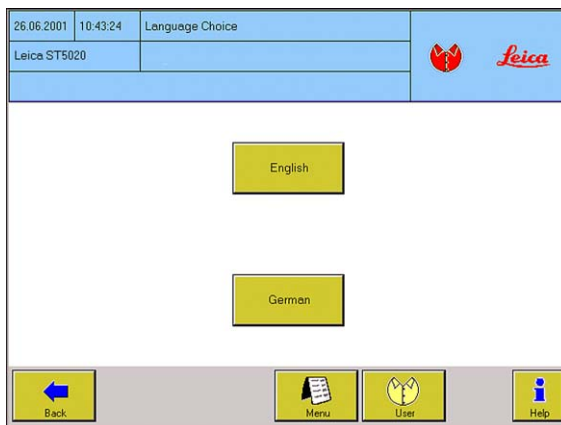 26.06.2001 10:43:24 Language Choice
Leica ST5020
Leica
English
German
Back Menu User Help